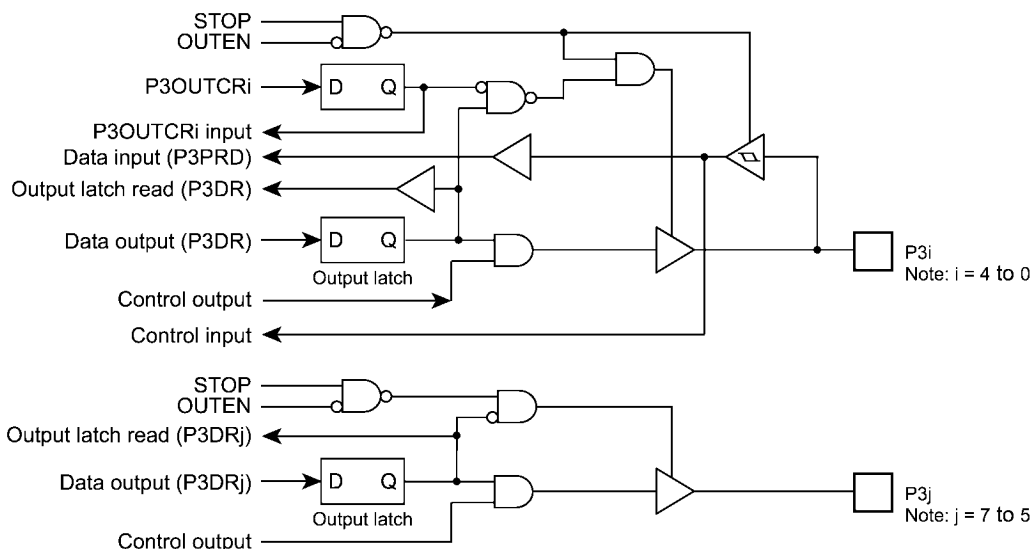 STOP
OUTEN
P3OUTCRi
D Q
P3OUTCRi input
Data input (P3PRD)
Output latch read (P3DR)
Data output (P3DR)
D Q
Output latch
Control output
Control input
P3i
Note: i = 4 to 0
STOP
OUTEN
Output latch read (P3DRj)
Data output (P3DRj)
D Q
Output latch
Control output
P3j
Note: j = 7 to 5